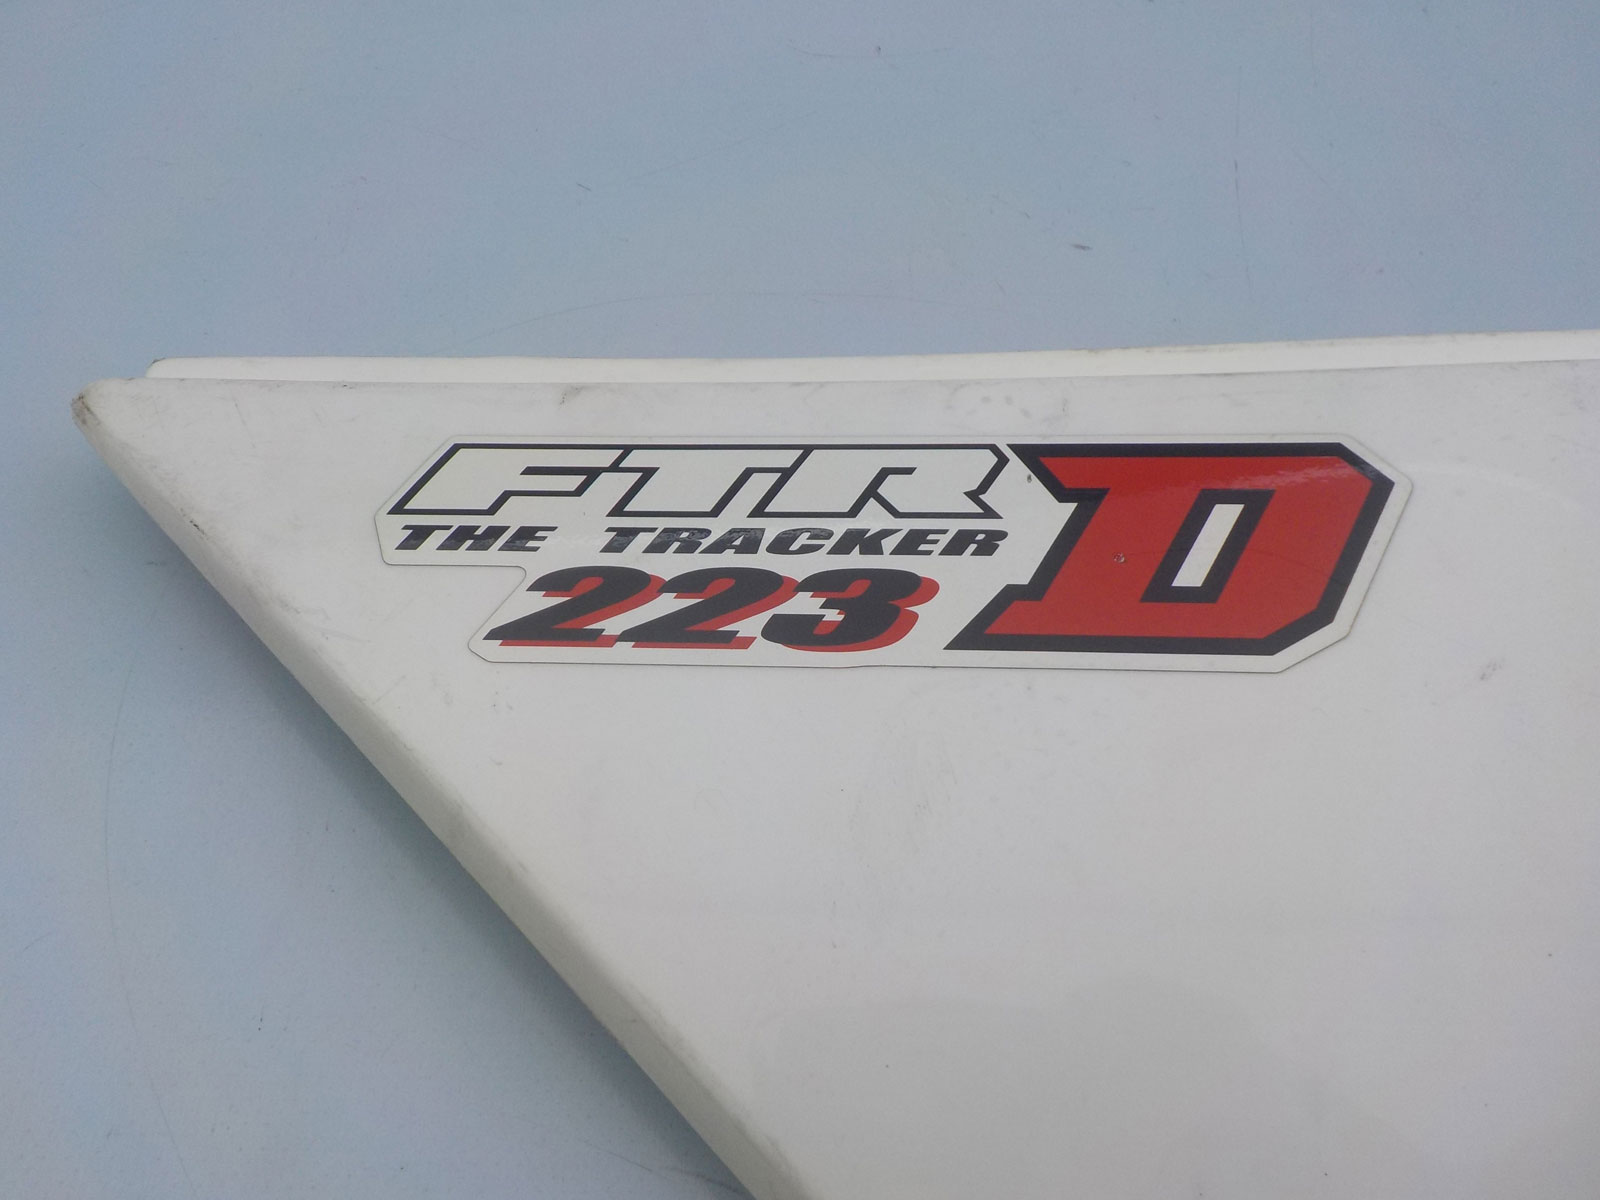 FTR D
THE TRACKER
223